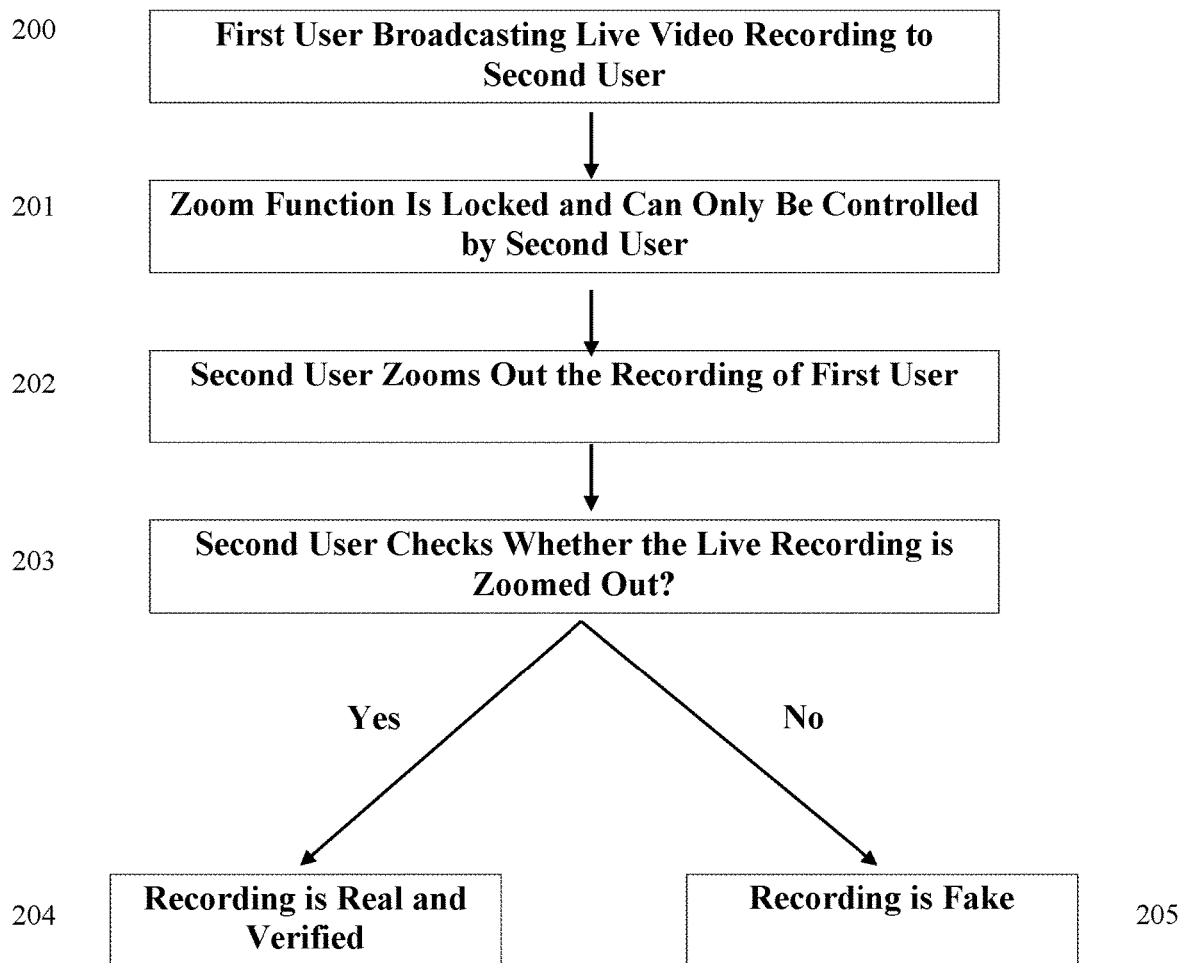 200
First User Broadcasting Live Video Recording to
Second User
201
Zoom Function Is Locked and Can Only Be Controlled
by Second User
202
Second User Zooms Out the Recording of First User
203
Second User Checks Whether the Live Recording is
Zoomed Out?
Yes
No
204
Recording is Real and
Verified
Recording is Fake
205